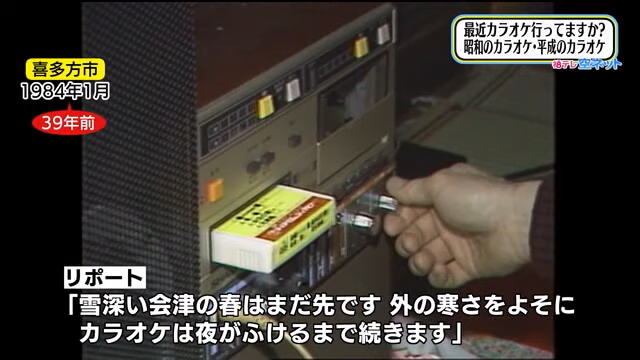 最近カラオケ行ってますか?
昭和のカラオケ・平成のカラオケ
喜多方市
1984年1月
39年前
リポート
「雪深い会津の春はまだ先です 外の寒さをよそに
カラオケは夜がふけるまで続きます」